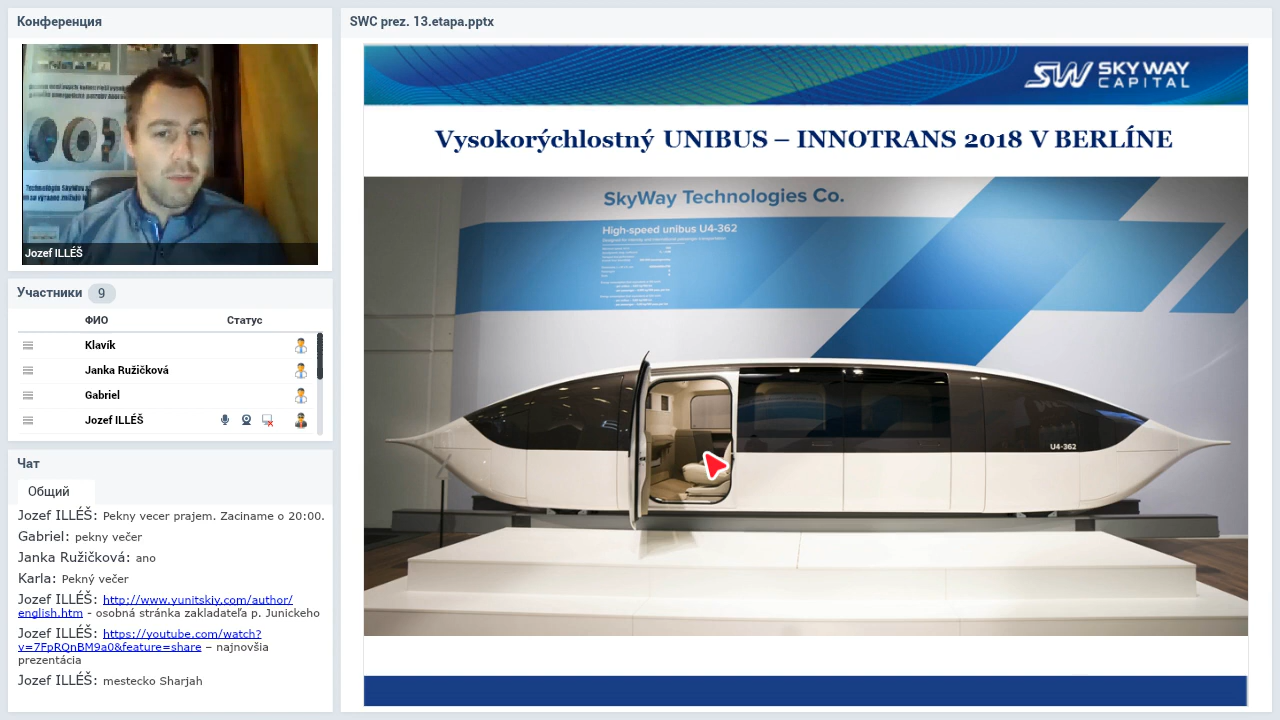 Конференция
Jozef ILLÉŠ
Участники 9
ФИО Статус
Klavík
Janka Ružičková
Gabriel
Jozef ILLÉŠ
Чат
Общий
Jozef ILLÉŠ: Pekny vecer prajem. Zaciname o 20:00.
Gabriel: pekny večer
Janka Ružičková: ano
Karla: Pekný večer
Jozef ILLÉŠ: http://www.yunitskiy.com/author/
english.htm - osobná stránka zakladateľa p. Junickeho
Jozef ILLÉŠ: https://youtube.com/watch?
v=7FpRQnBM9a0&feature=share – najnovšia
prezentácia
Jozef ILLÉŠ: mestecko Sharjah
SWC prez. 13.etapa.pptx
SW SKY WAY
CAPITAL
Vysokorýchlostný UNIBUS – INNOTRANS 2018 V BERLÍNE
SkyWay Technologies Co.
High-speed unibus U4-362
U4-362